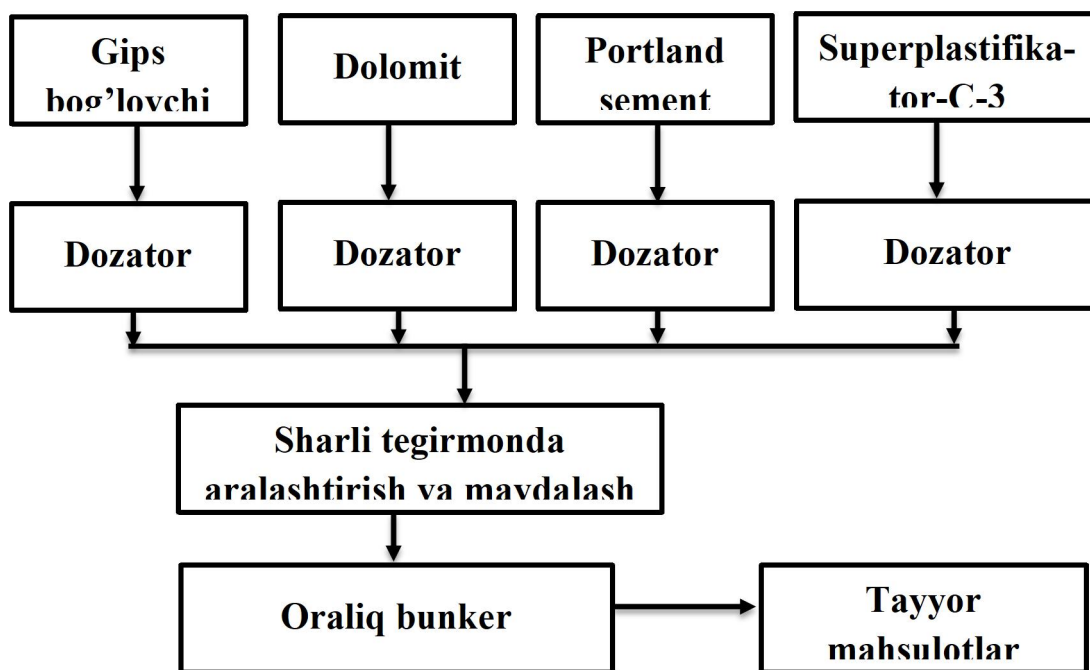 Gips
bog’lovchi
Dolomit
Portland
sement
Superplastifika-
tor-C-3
Dozator
Dozator
Dozator
Dozator
Sharli tegirmonda
aralashtirish va maydalash
Oraliq bunker
Tayyor
mahsulotlar